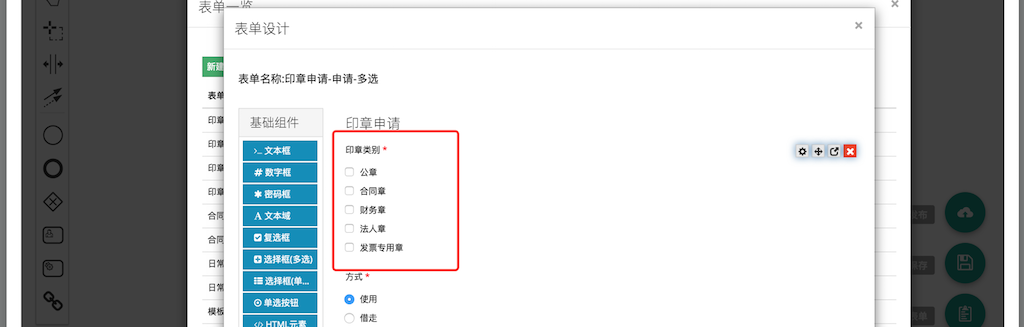 表单一览
×
表单设计
×
表单名称:印章申请-申请-多选
新建
表单
印章
印章
印章
印章
合同
合同
日常
日常
模板
基础组件
>_ 文本框
# 数字框
✱ 密码框
A 文本域
复选框
选择框(多选)
选择框(单...
单选按钮
</> HTML元素
印章申请
印章类别 *
公章
合同章
财务章
法人章
发票专用章
方式 *
使用
借走
发布
保存